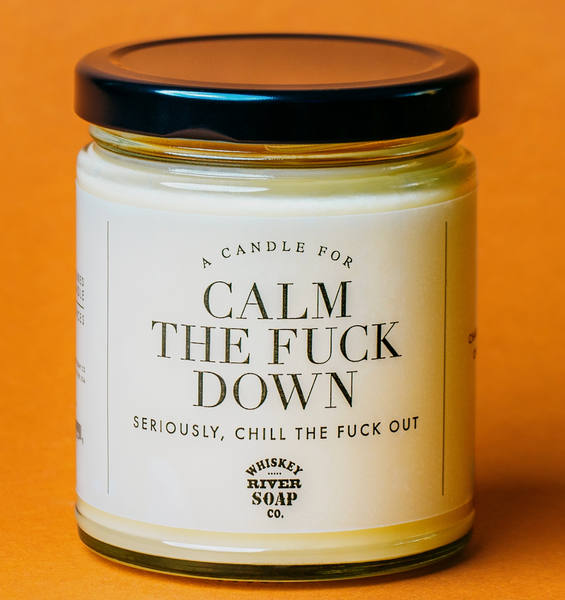 A CANDLE FOR
CALM
THE FUCK
DOWN
SERIOUSLY, CHILL THE FUCK OUT
WHISKEY
RIVER
SOAP
CO.